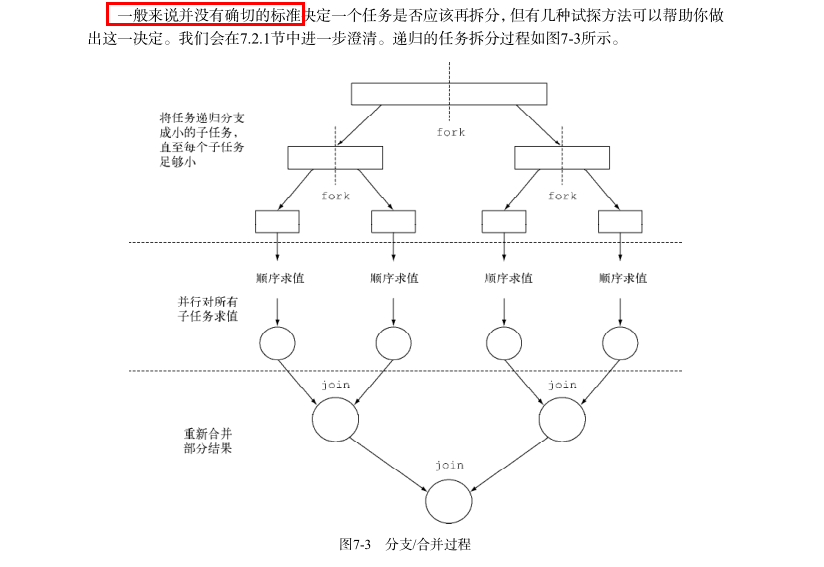 一般来说并没有确切的标准决定一个任务是否应该再拆分，但有几种试探方法可以帮助你做
出这一决定。我们会在7.2.1节中进一步澄清。递归的任务拆分过程如图7-3所示。
将任务递归分支
成小的子任务，
直至每个子任务
足够小
fork
fork
fork
顺序求值
顺序求值
顺序求值
顺序求值
并行对所有
子任务求值
join
join
重新合并
部分结果
join
图7-3 分支/合并过程